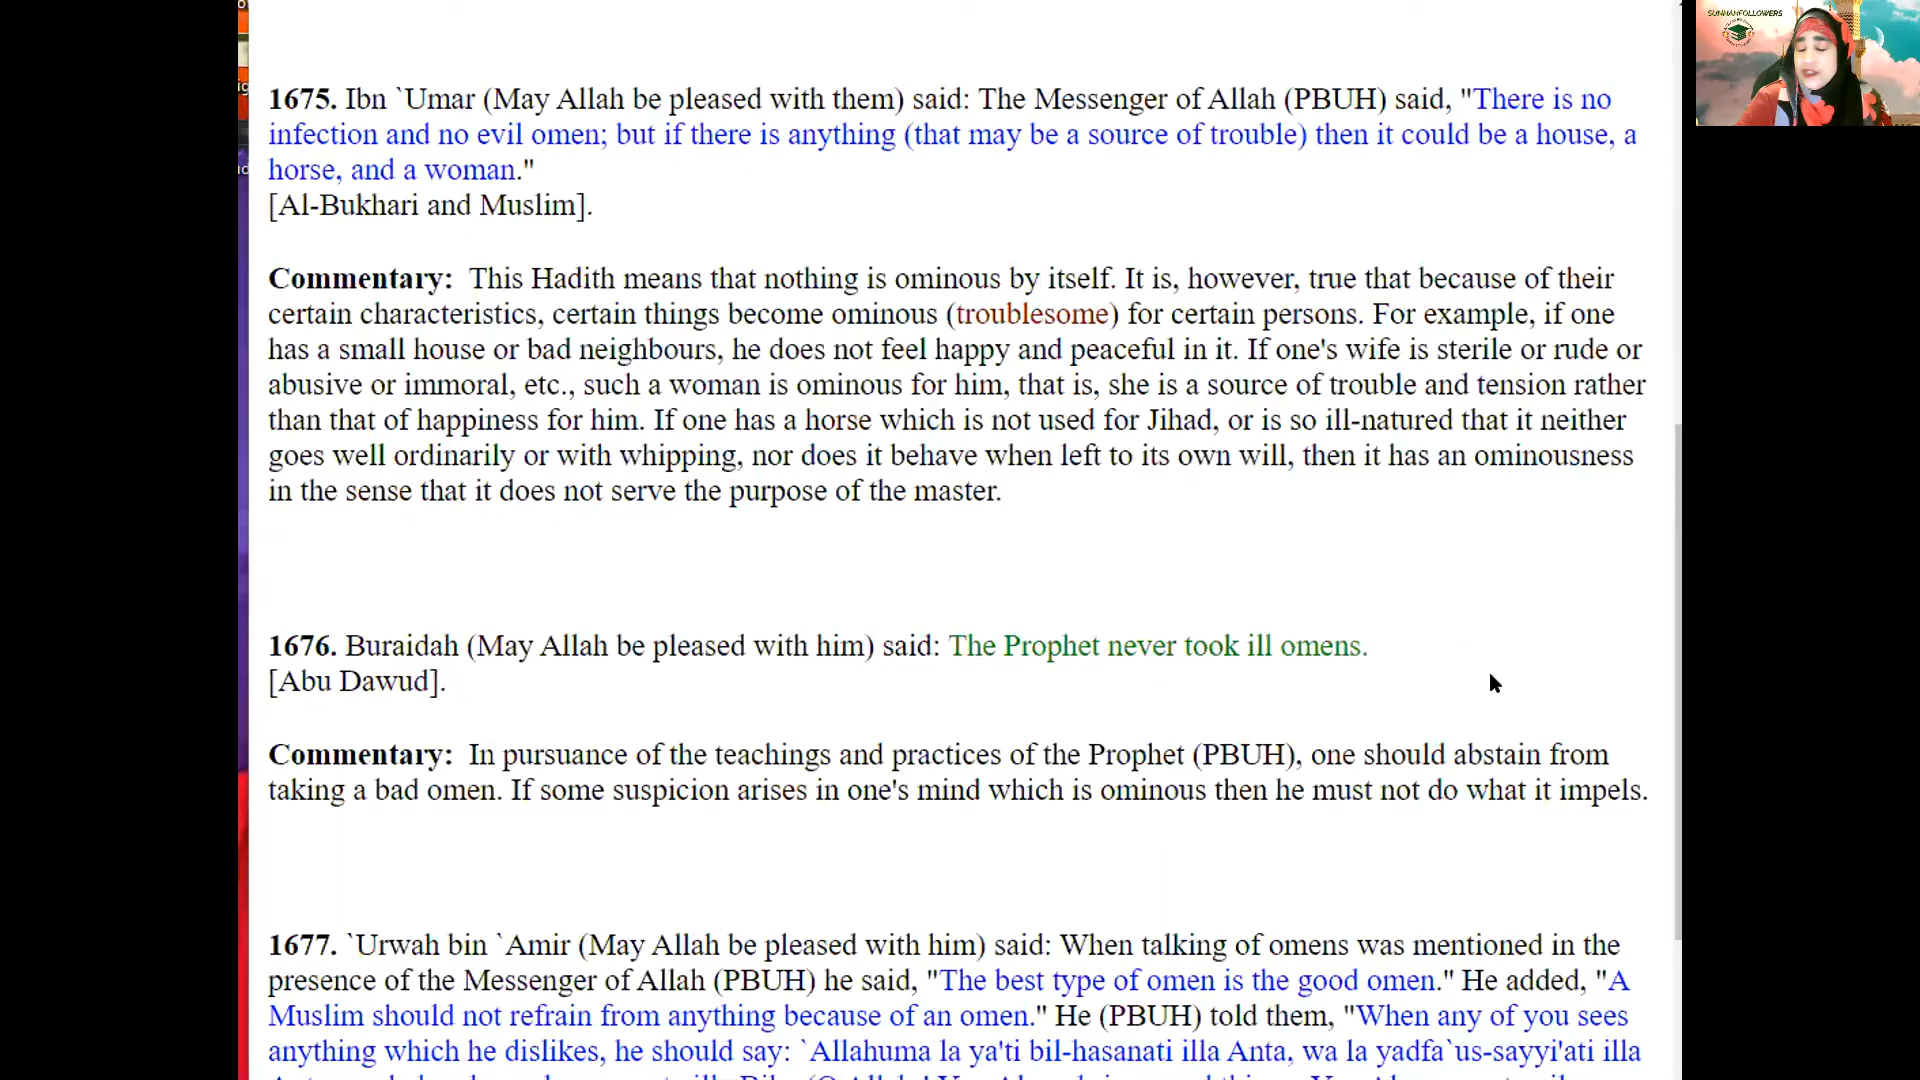 SUNNAHFOLLOWERS
1675. Ibn `Umar (May Allah be pleased with them) said: The Messenger of Allah (PBUH) said, "There is no
infection and no evil omen; but if there is anything (that may be a source of trouble) then it could be a house, a
horse, and a woman."
[Al-Bukhari and Muslim].
Commentary: This Hadith means that nothing is ominous by itself. It is, however, true that because of their
certain characteristics, certain things become ominous (troublesome) for certain persons. For example, if one
has a small house or bad neighbours, he does not feel happy and peaceful in it. If one's wife is sterile or rude or
abusive or immoral, etc., such a woman is ominous for him, that is, she is a source of trouble and tension rather
than that of happiness for him. If one has a horse which is not used for Jihad, or is so ill-natured that it neither
goes well ordinarily or with whipping, nor does it behave when left to its own will, then it has an ominousness
in the sense that it does not serve the purpose of the master.
1676. Buraidah (May Allah be pleased with him) said: The Prophet never took ill omens.
[Abu Dawud].
Commentary: In pursuance of the teachings and practices of the Prophet (PBUH), one should abstain from
taking a bad omen. If some suspicion arises in one's mind which is ominous then he must not do what it impels.
1677. `Urwah bin `Amir (May Allah be pleased with him) said: When talking of omens was mentioned in the
presence of the Messenger of Allah (PBUH) he said, "The best type of omen is the good omen." He added, "A
Muslim should not refrain from anything because of an omen." He (PBUH) told them, "When any of you sees
anything which he dislikes, he should say: `Allahuma la ya'ti bil-hasanati illa Anta, wa la yadfa`us-sayyi'ati illa